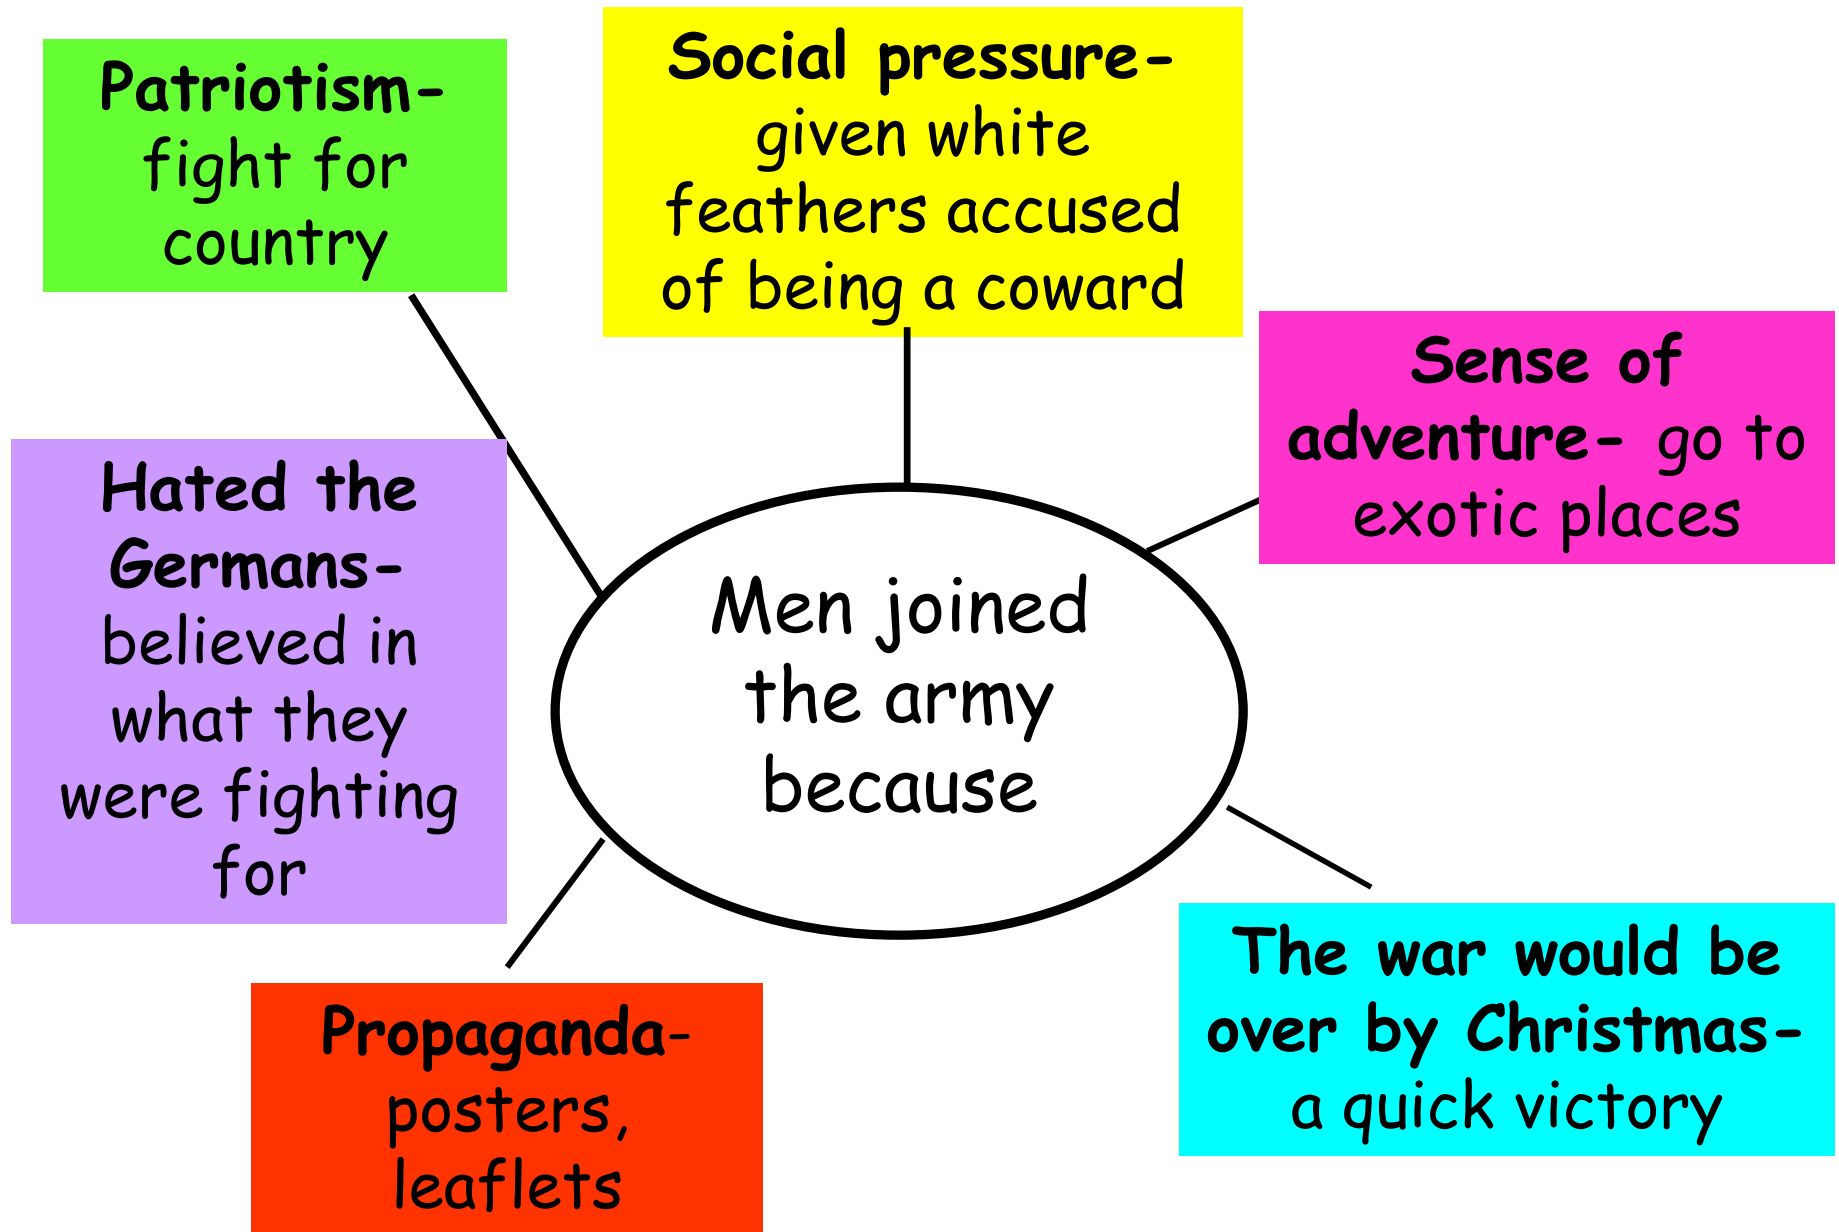 Patriotism-
fight for
country
Social pressure-
given white
feathers accused
of being a coward
Sense of
adventure- go to
exotic places
Hated the
Germans-
believed in
what they
were fighting
for
Men joined
the army
because
The war would be
over by Christmas-
a quick victory
Propaganda-
posters,
leaflets